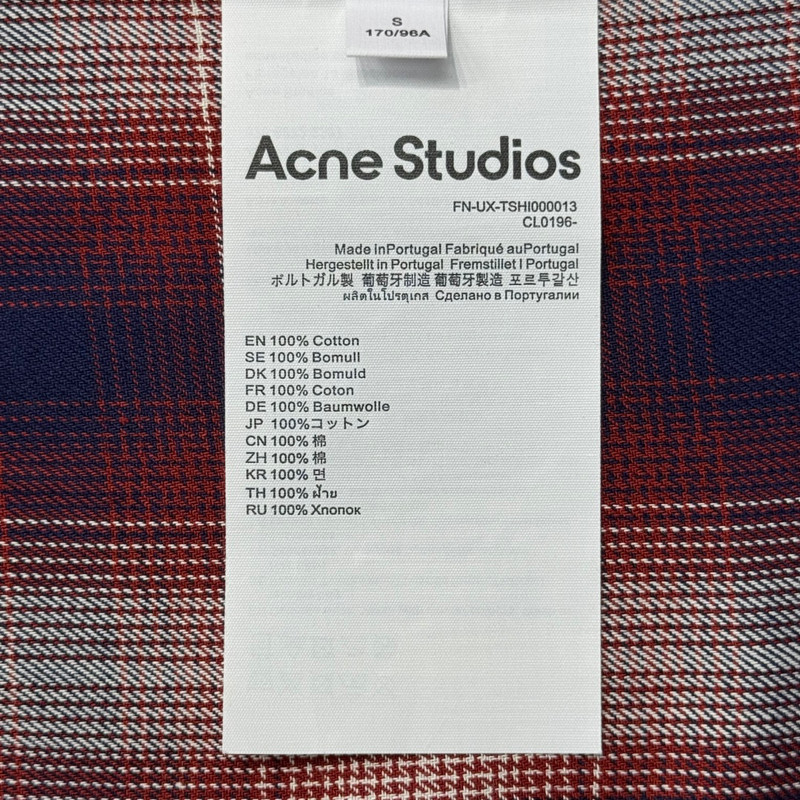 S
170/96A
Acne Studios
FN-UX-TSHI000013
CL0196-
Made inPortugal Fabriqué auPortugal
Hergestellt in Portugal Fremstillet I Portugal
ポルトガル製 葡萄牙制造 葡萄牙製造 포르투갈산
ผลิตในโปรตุเกส Сделано в Португалии
EN 100% Cotton
SE 100% Bomull
DK 100% Bomuld
FR 100% Coton
DE 100% Baumwolle
JP 100%コットン
CN 100% 棉
ZH 100% 棉
KR 100% 면
TH 100% ฝ้าย
RU 100% Хлопок